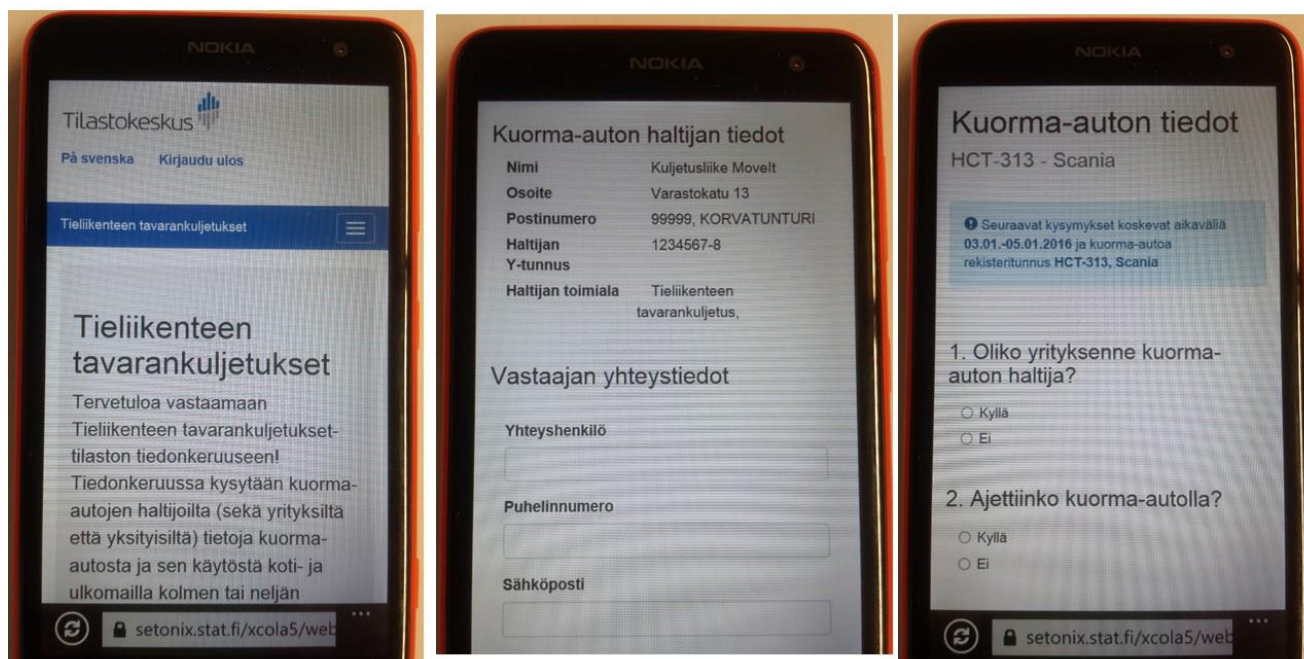 NOKIA
Tilastokeskus
På svenska Kirjaudu ulos
Tieliikenteen tavarankuljetukset
Tieliikenteen
tavarankuljetukset
Tervetuloa vastaamaan
Tieliikenteen tavarankuljetukset-
tilaston tiedonkeruuseen!
Tiedonkeruussa kysytään kuorma-
autojen haltijoilta (sekä yrityksiltä
että yksityisiltä) tietoja kuorma-
autosta ja sen käytöstä koti- ja
ulkomailla kolmen tai neljän
setonix.stat.fi/xcola5/web
NOKIA
Kuorma-auton haltijan tiedot
Nimi Kuljetusliike MoveIt
Osoite Varastokatu 13
Postinumero 99999, KORVATUNTURI
Haltijan 1234567-8
Y-tunnus
Haltijan toimiala Tieliikenteen
tavarankuljetus,
Vastaajan yhteystiedot
Yhteyshenkilö
Puhelinnumero
Sähköposti
NOKIA
Kuorma-auton tiedot
HCT-313 - Scania
Seuraavat kysymykset koskevat aikaväliä
03.01.-05.01.2016 ja kuorma-autoa
rekisteritunnus HCT-313, Scania
1. Oliko yrityksenne kuorma-
auton haltija?
Kyllä
Ei
2. Ajettiinko kuorma-autolla?
Kyllä
Ei
setonix.stat.fi/xcola5/web